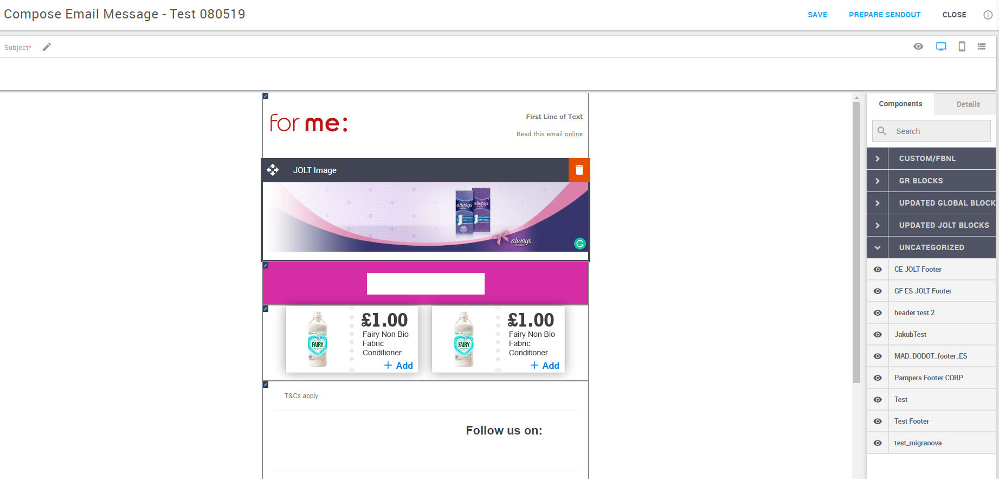 Compose Email Message - Test 080519
SAVE
PREPARE SENDOUT
CLOSE
Subject*
for me:
First Line of Text
Read this email online
JOLT Image
always
always
always
£1.00
Fairy Non Bio
Fabric
Conditioner
+ Add
FAIRY
£1.00
Fairy Non Bio
Fabric
Conditioner
+ Add
FAIRY
T&Cs apply.
Follow us on:
Components
Details
Search
CUSTOM/FBNL
GR BLOCKS
UPDATED GLOBAL BLOCK
UPDATED JOLT BLOCKS
UNCATEGORIZED
CE JOLT Footer
GF ES JOLT Footer
header test 2
JakubTest
MAD_DODOT_footer_ES
Pampers Footer CORP
Test
Test Footer
test_migranova